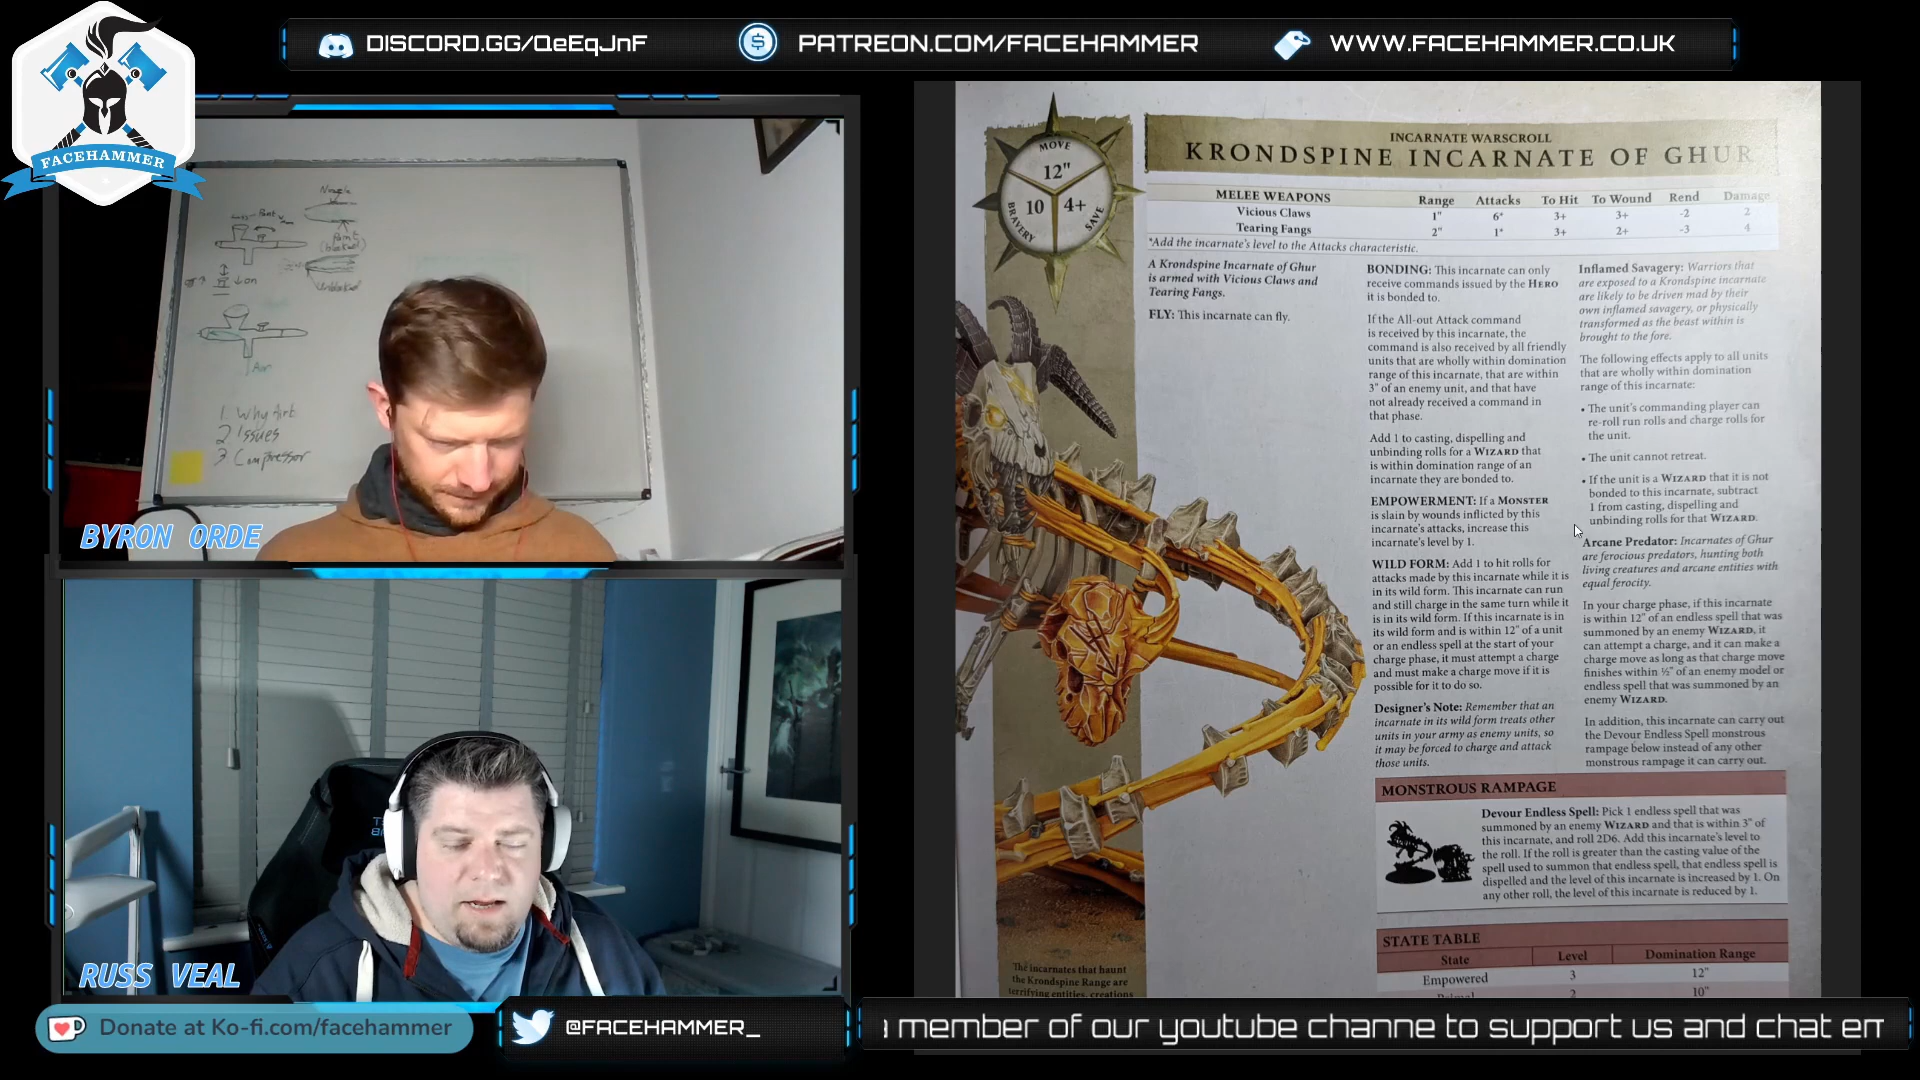 DISCORD.GG/QeEqJnF
PATREON.COM/FACEHAMMER
WWW.FACEHAMMER.CO.UK
FACEHAMMER
Nozzle
Paint
(blocked)
Unblocked
Air
1. Why Airb
2 Issues
3 Compressor
BYRON ORDE
RUSS VEAL
INCARNATE WARSCROLL
KRONDSPINE INCARNATE OF GHUR
MOVE
12"
10
4+
BRAVERY
SAVE
MELEE WEAPONS Range Attacks To Hit To Wound Rend Damage
Vicious Claws 1" 6* 3+ 3+ -2 2
Tearing Fangs 2" 1* 3+ 2+ -3 4
*Add the incarnate's level to the Attacks characteristic.
A Krondspine Incarnate of Ghur
is armed with Vicious Claws and
Tearing Fangs.
FLY: This incarnate can fly.
BONDING: This incarnate can only
receive commands issued by the HERO
it is bonded to.
If the All-out Attack command
is received by this incarnate, the
command is also received by all friendly
units that are wholly within domination
range of this incarnate, that are within
3" of an enemy unit, and that have
not already received a command in
that phase.
Add 1 to casting, dispelling and
unbinding rolls for a WIZARD that
is within domination range of an
incarnate they are bonded to.
EMPOWERMENT: If a MONSTER
is slain by wounds inflicted by this
incarnate's attacks, increase this
incarnate's level by 1.
WILD FORM: Add 1 to hit rolls for
attacks made by this incarnate while it is
in its wild form. This incarnate can run
and still charge in the same turn while it
is in its wild form. If this incarnate is in
its wild form and is within 12" of a unit
or an endless spell at the start of your
charge phase, it must attempt a charge
and must make a charge move if it is
possible for it to do so.
Designer's Note: Remember that an
incarnate in its wild form treats other
units in your army as enemy units, so
it may be forced to charge and attack
those units.
Inflamed Savagery: Warriors that
are exposed to a Krondspine incarnate
are likely to be driven mad by their
own inflamed savagery, or physically
transformed as the beast within is
brought to the fore.
The following effects apply to all units
that are wholly within domination
range of this incarnate:
• The unit's commanding player can
re-roll run rolls and charge rolls for
the unit.
• The unit cannot retreat.
• If the unit is a WIZARD that it is not
bonded to this incarnate, subtract
1 from casting, dispelling and
unbinding rolls for that WIZARD.
Arcane Predator: Incarnates of Ghur
are ferocious predators, hunting both
living creatures and arcane entities with
equal ferocity.
In your charge phase, if this incarnate
is within 12" of an endless spell that was
summoned by an enemy WIZARD, it
can attempt a charge, and it can make a
charge move as long as that charge move
finishes within ½" of an enemy model or
endless spell that was summoned by an
enemy WIZARD.
In addition, this incarnate can carry out
the Devour Endless Spell monstrous
rampage below instead of any other
monstrous rampage it can carry out.
MONSTROUS RAMPAGE
Devour Endless Spell: Pick 1 endless spell that was
summoned by an enemy WIZARD and that is within 3" of
this incarnate, and roll 2D6. Add this incarnate's level to
the roll. If the roll is greater than the casting value of the
spell used to summon that endless spell, that endless spell is
dispelled and the level of this incarnate is increased by 1. On
any other roll, the level of this incarnate is reduced by 1.
STATE TABLE
State Level Domination Range
Empowered 3 12"
Primal 2 10"
The incarnates that haunt
the Krondspine Range are
terrifying entities, creations
Donate at Ko-fi.com/facehammer
@FACEHAMMER_
member of our youtube channe to support us and chat em